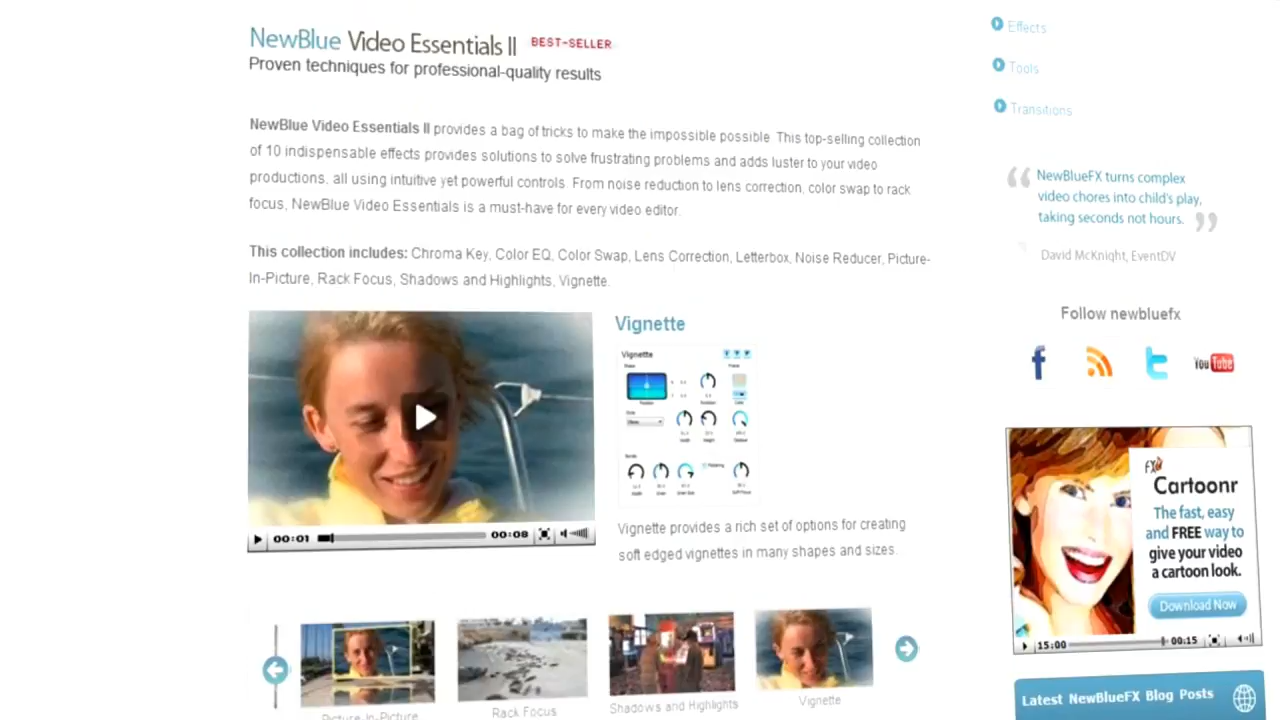 NewBlue Video Essentials II BEST-SELLER
Proven techniques for professional-quality results
NewBlue Video Essentials II provides a bag of tricks to make the impossible possible. This top-selling collection
of 10 indispensable effects provides solutions to solve frustrating problems and adds luster to your video
productions, all using intuitive yet powerful controls. From noise reduction to lens correction, color swap to rack
focus, NewBlue Video Essentials is a must-have for every video editor.
This collection includes: Chroma Key, Color EQ, Color Swap, Lens Correction, Letterbox, Noise Reducer, Picture-
In-Picture, Rack Focus, Shadows and Highlights, Vignette.
Vignette
Vignette
00:01
00:08
Vignette provides a rich set of options for creating
soft edged vignettes in many shapes and sizes.
Picture-In-Picture
Rack Focus
Shadows and Highlights
Vignette
Effects
Tools
Transitions
“ NewBlueFX turns complex
video chores into child's play,
taking seconds not hours. ”
David McKnight, EventDV
Follow newbluefx
You Tube
FX
Cartoonr
The fast, easy
and FREE way to
give your video
a cartoon look.
Download Now
15:00
00:15
Latest NewBlueFX Blog Posts